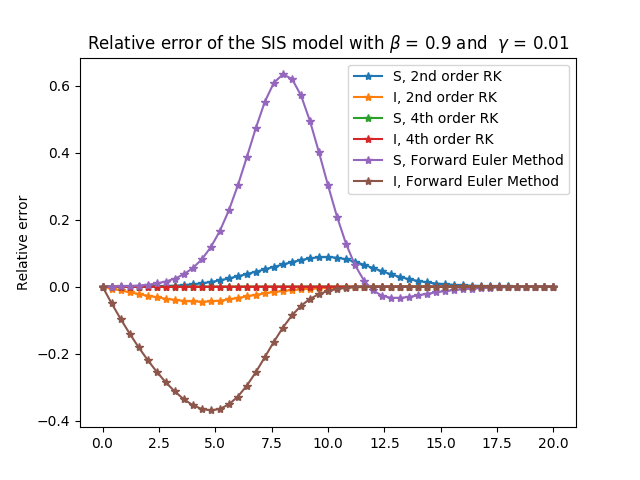 Relative error of the SIS model with β = 0.9 and γ = 0.01
Relative error
0.6
0.4
0.2
0.0
−0.2
−0.4
S, 2nd order RK
I, 2nd order RK
S, 4th order RK
I, 4th order RK
S, Forward Euler Method
I, Forward Euler Method
0.0 2.5 5.0 7.5 10.0 12.5 15.0 17.5 20.0